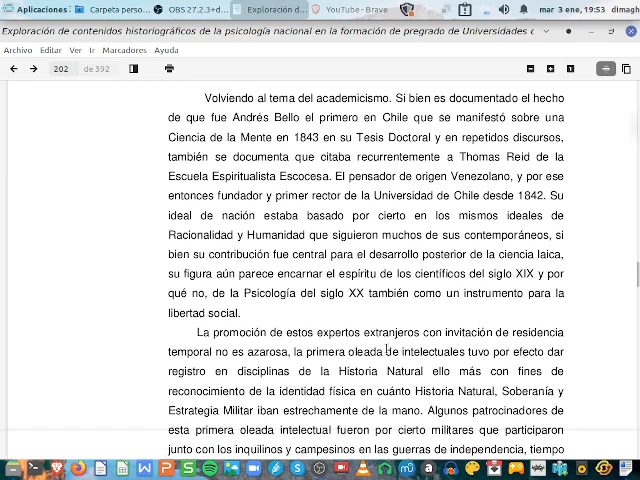 Aplicaciones
Carpeta perso...
OBS 27.2.3+d...
Exploración d...
YouTube - Brave
mar 3 ene, 19:53 dimagh
Exploración de contenidos historiográficos de la psicología nacional en la formación de pregrado de Universidades c
Archivo Editar Ver Ir Marcadores Ayuda
202 de 392
Volviendo al tema del academicismo. Si bien es documentado el hecho
de que fue Andrés Bello el primero en Chile que se manifestó sobre una
Ciencia de la Mente en 1843 en su Tesis Doctoral y en repetidos discursos,
también se documenta que citaba recurrentemente a Thomas Reid de la
Escuela Espiritualista Escocesa. El pensador de origen Venezolano, y por ese
entonces fundador y primer rector de la Universidad de Chile desde 1842. Su
ideal de nación estaba basado por cierto en los mismos ideales de
Racionalidad y Humanidad que siguieron muchos de sus contemporáneos, si
bien su contribución fue central para el desarrollo posterior de la ciencia laica,
su figura aún parece encarnar el espíritu de los científicos del siglo XIX y por
qué no, de la Psicología del siglo XX también como un instrumento para la
libertad social.
La promoción de estos expertos extranjeros con invitación de residencia
temporal no es azarosa, la primera oleada de intelectuales tuvo por efecto dar
registro en disciplinas de la Historia Natural ello más con fines de
reconocimiento de la identidad física en cuánto Historia Natural, Soberanía y
Estrategia Militar iban estrechamente de la mano. Algunos patrocinadores de
esta primera oleada intelectual fueron por cierto militares que participaron
junto con los inquilinos y campesinos en las guerras de independencia, tiempo